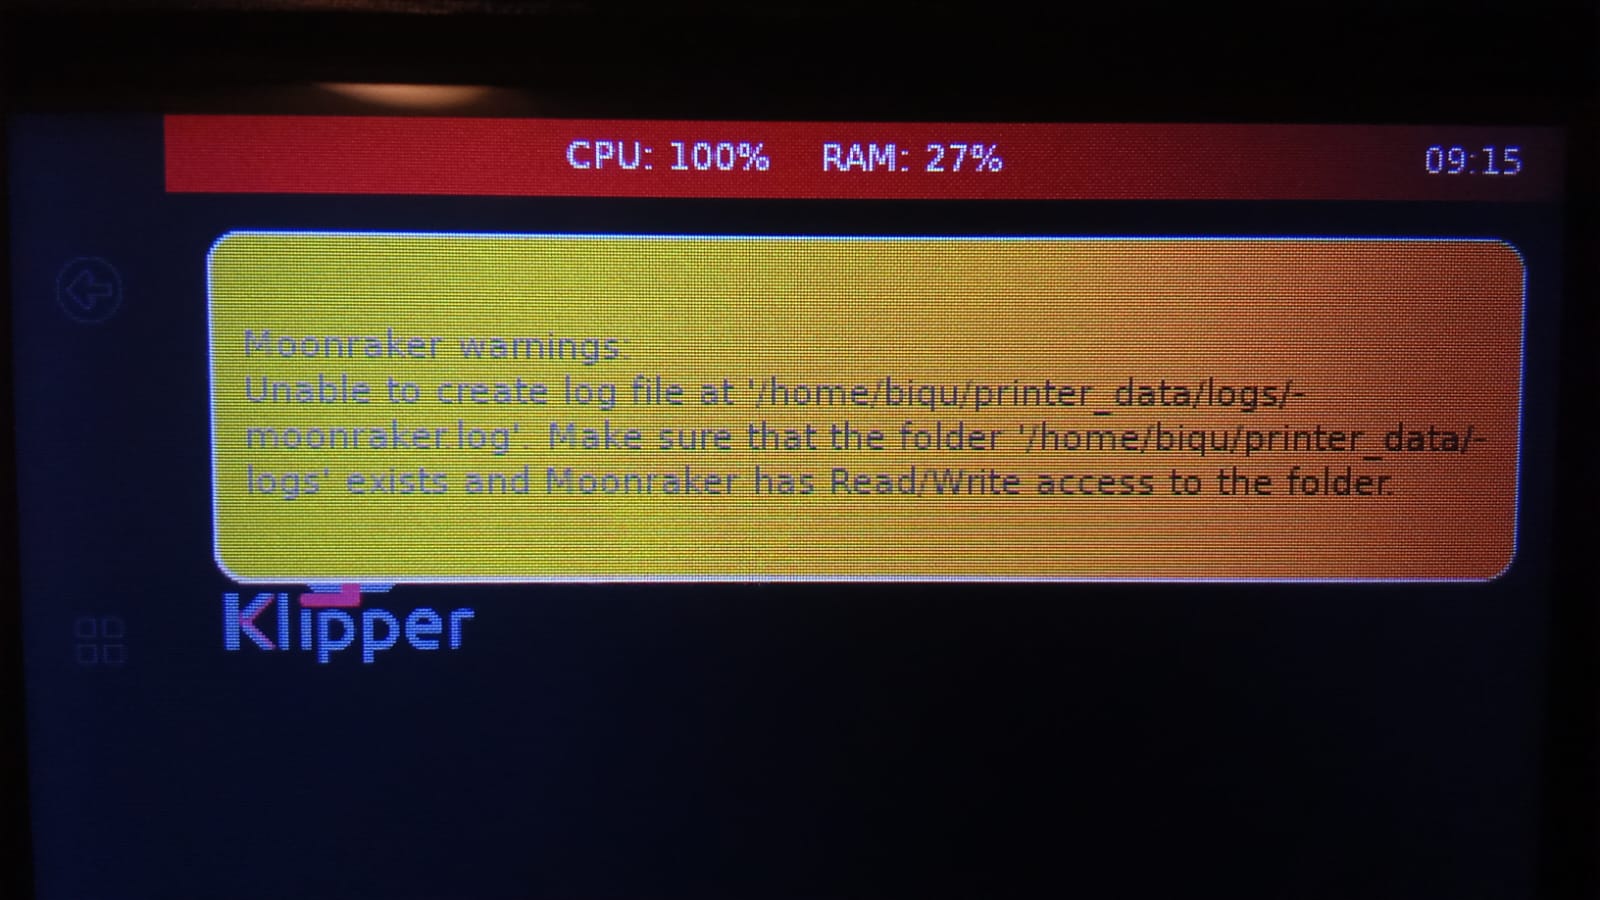 CPU: 100% RAM: 27% 09:15
Moonraker warnings:
Unable to create log file at '/home/biqu/printer_data/logs/-
moonraker.log'. Make sure that the folder '/home/biqu/printer_data/-
logs' exists and Moonraker has Read/Write access to the folder.
Klipper